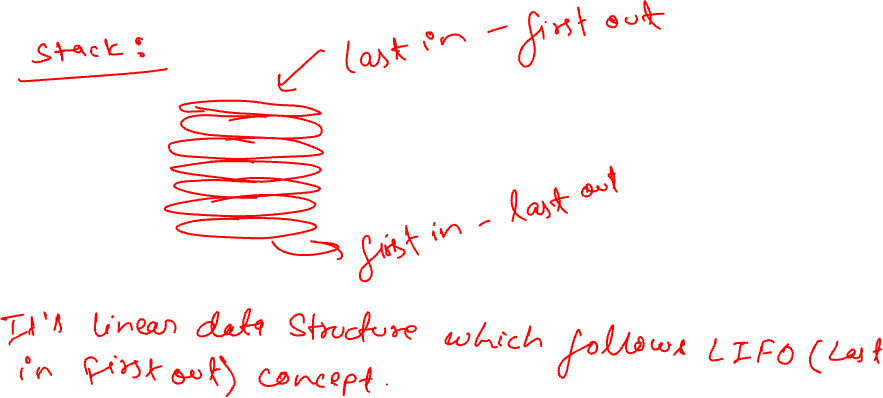 Stack:
last in - first out
first in - last out
It's linear data structure which follows LIFO (Last
in first out) concept.